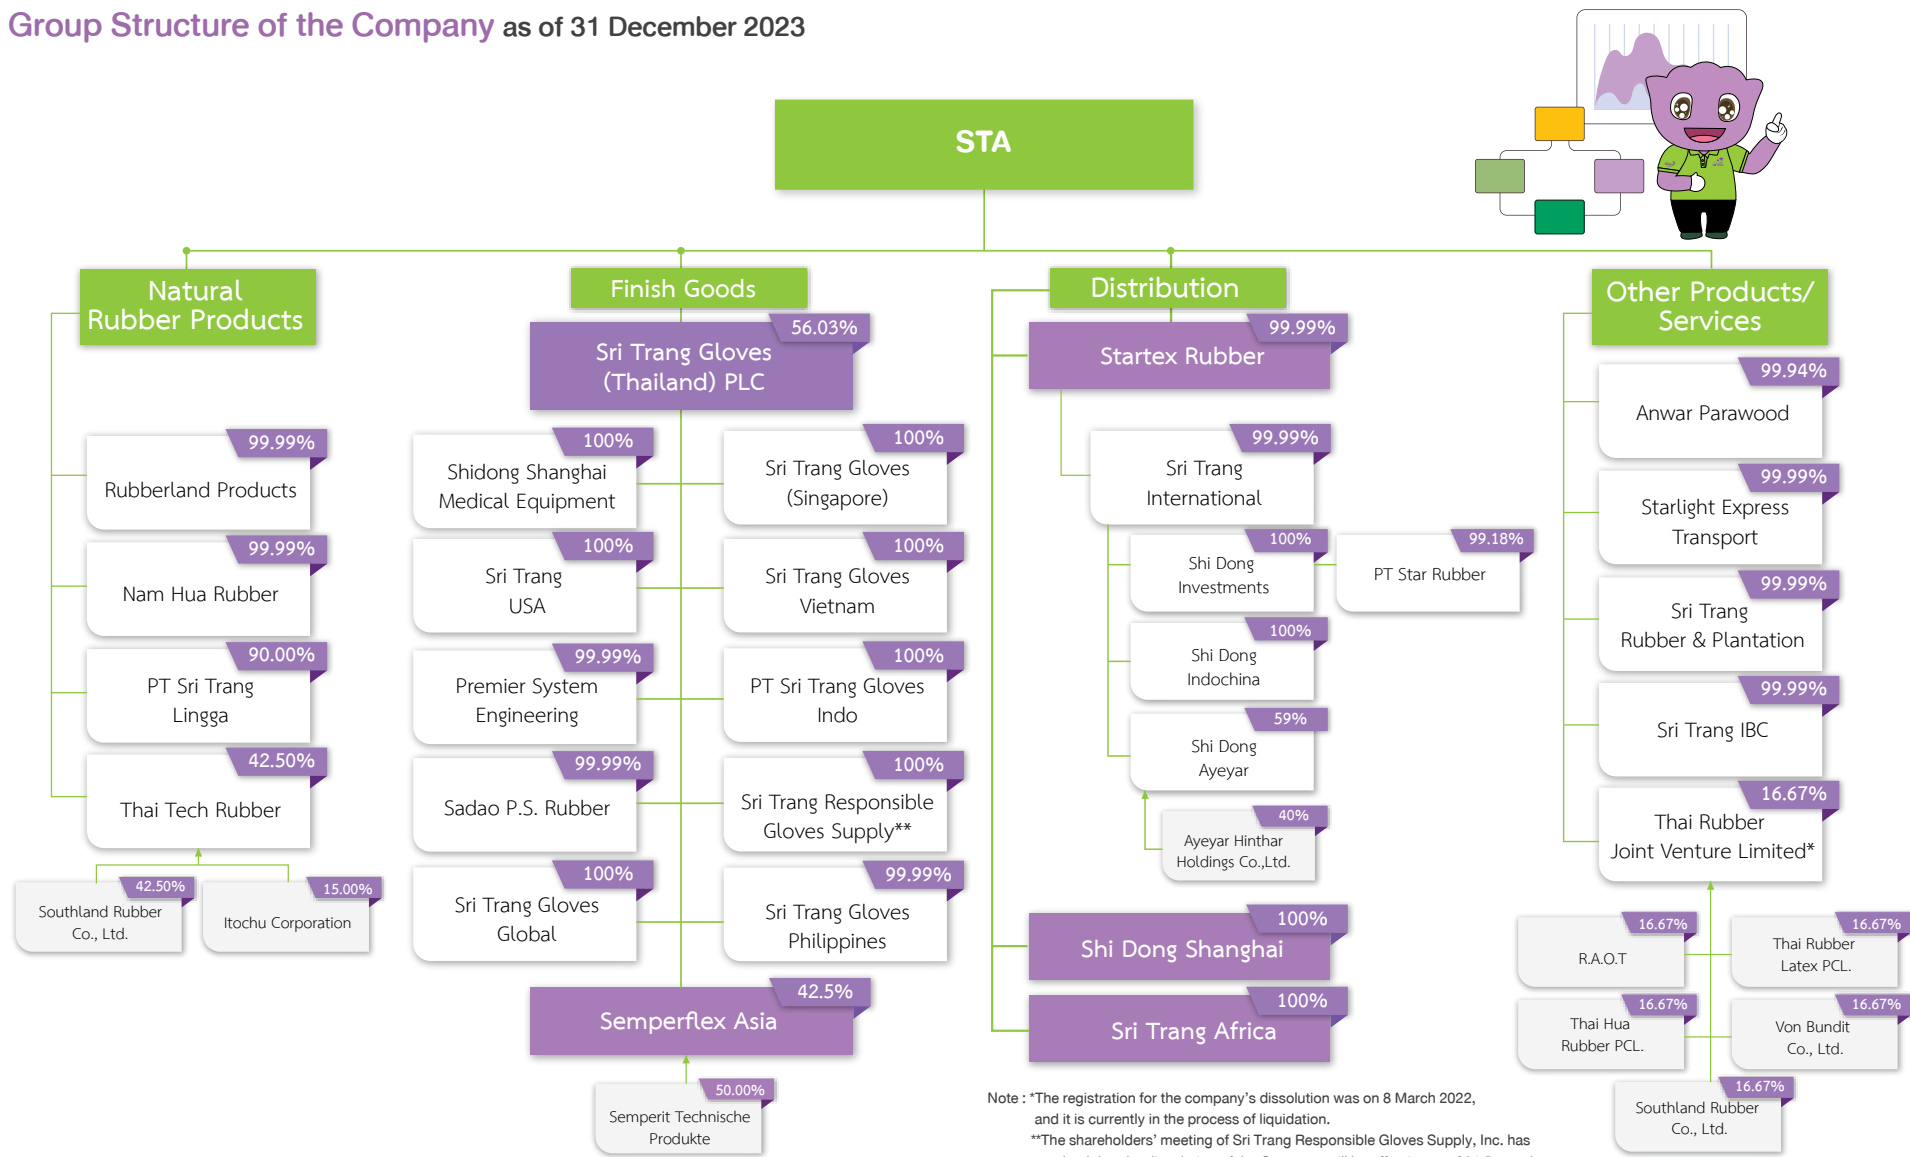 Group Structure of the Company as of 31 December 2023
STA
Natural
Rubber Products
99.99%
Rubberland Products
99.99%
Nam Hua Rubber
90.00%
PT Sri Trang
Lingga
42.50%
Thai Tech Rubber
42.50%
Southland Rubber
Co., Ltd.
15.00%
Itochu Corporation
Finish Goods
56.03%
Sri Trang Gloves
(Thailand) PLC
100%
Shidong Shanghai
Medical Equipment
100%
Sri Trang Gloves
(Singapore)
100%
Sri Trang
USA
100%
Sri Trang Gloves
Vietnam
99.99%
Premier System
Engineering
100%
PT Sri Trang Gloves
Indo
99.99%
Sadao P.S. Rubber
100%
Sri Trang Responsible
Gloves Supply**
100%
Sri Trang Gloves
Global
99.99%
Sri Trang Gloves
Philippines
42.5%
Semperflex Asia
50.00%
Semperit Technische
Produkte
Distribution
99.99%
Startex Rubber
99.99%
Sri Trang
International
100%
Shi Dong
Investments
99.18%
PT Star Rubber
100%
Shi Dong
Indochina
59%
Shi Dong
Ayeyar
40%
Ayeyar Hinthar
Holdings Co.,Ltd.
100%
Shi Dong Shanghai
100%
Sri Trang Africa
Other Products/
Services
99.94%
Anwar Parawood
99.99%
Starlight Express
Transport
99.99%
Sri Trang
Rubber & Plantation
99.99%
Sri Trang IBC
16.67%
Thai Rubber
Joint Venture Limited*
16.67%
R.A.O.T
16.67%
Thai Rubber
Latex PCL.
16.67%
Thai Hua
Rubber PCL.
16.67%
Von Bundit
Co., Ltd.
16.67%
Southland Rubber
Co., Ltd.
Note : *The registration for the company's dissolution was on 8 March 2022,
and it is currently in the process of liquidation.
**The shareholders' meeting of Sri Trang Responsible Gloves Supply, Inc. has